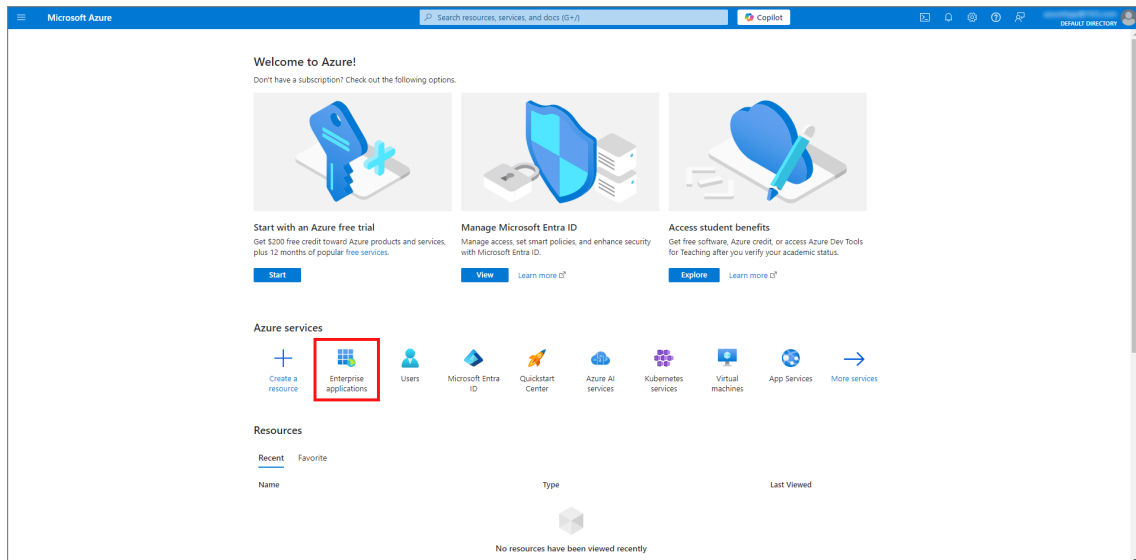 Microsoft Azure
Search resources, services, and docs (G+/)
Copilot
DEFAULT DIRECTORY
Welcome to Azure!
Don't have a subscription? Check out the following options.
Start with an Azure free trial
Get $200 free credit toward Azure products and services,
plus 12 months of popular free services.
Start
Manage Microsoft Entra ID
Manage access, set smart policies, and enhance security
with Microsoft Entra ID.
View
Learn more
Access student benefits
Get free software, Azure credit, or access Azure Dev Tools
for Teaching after you verify your academic status.
Explore
Learn more
Azure services
Create a
resource
Enterprise
applications
Users
Microsoft Entra
ID
Quickstart
Center
Azure AI
services
Kubernetes
services
Virtual
machines
App Services
More services
Resources
Recent
Favorite
Name
Type
Last Viewed
No resources have been viewed recently